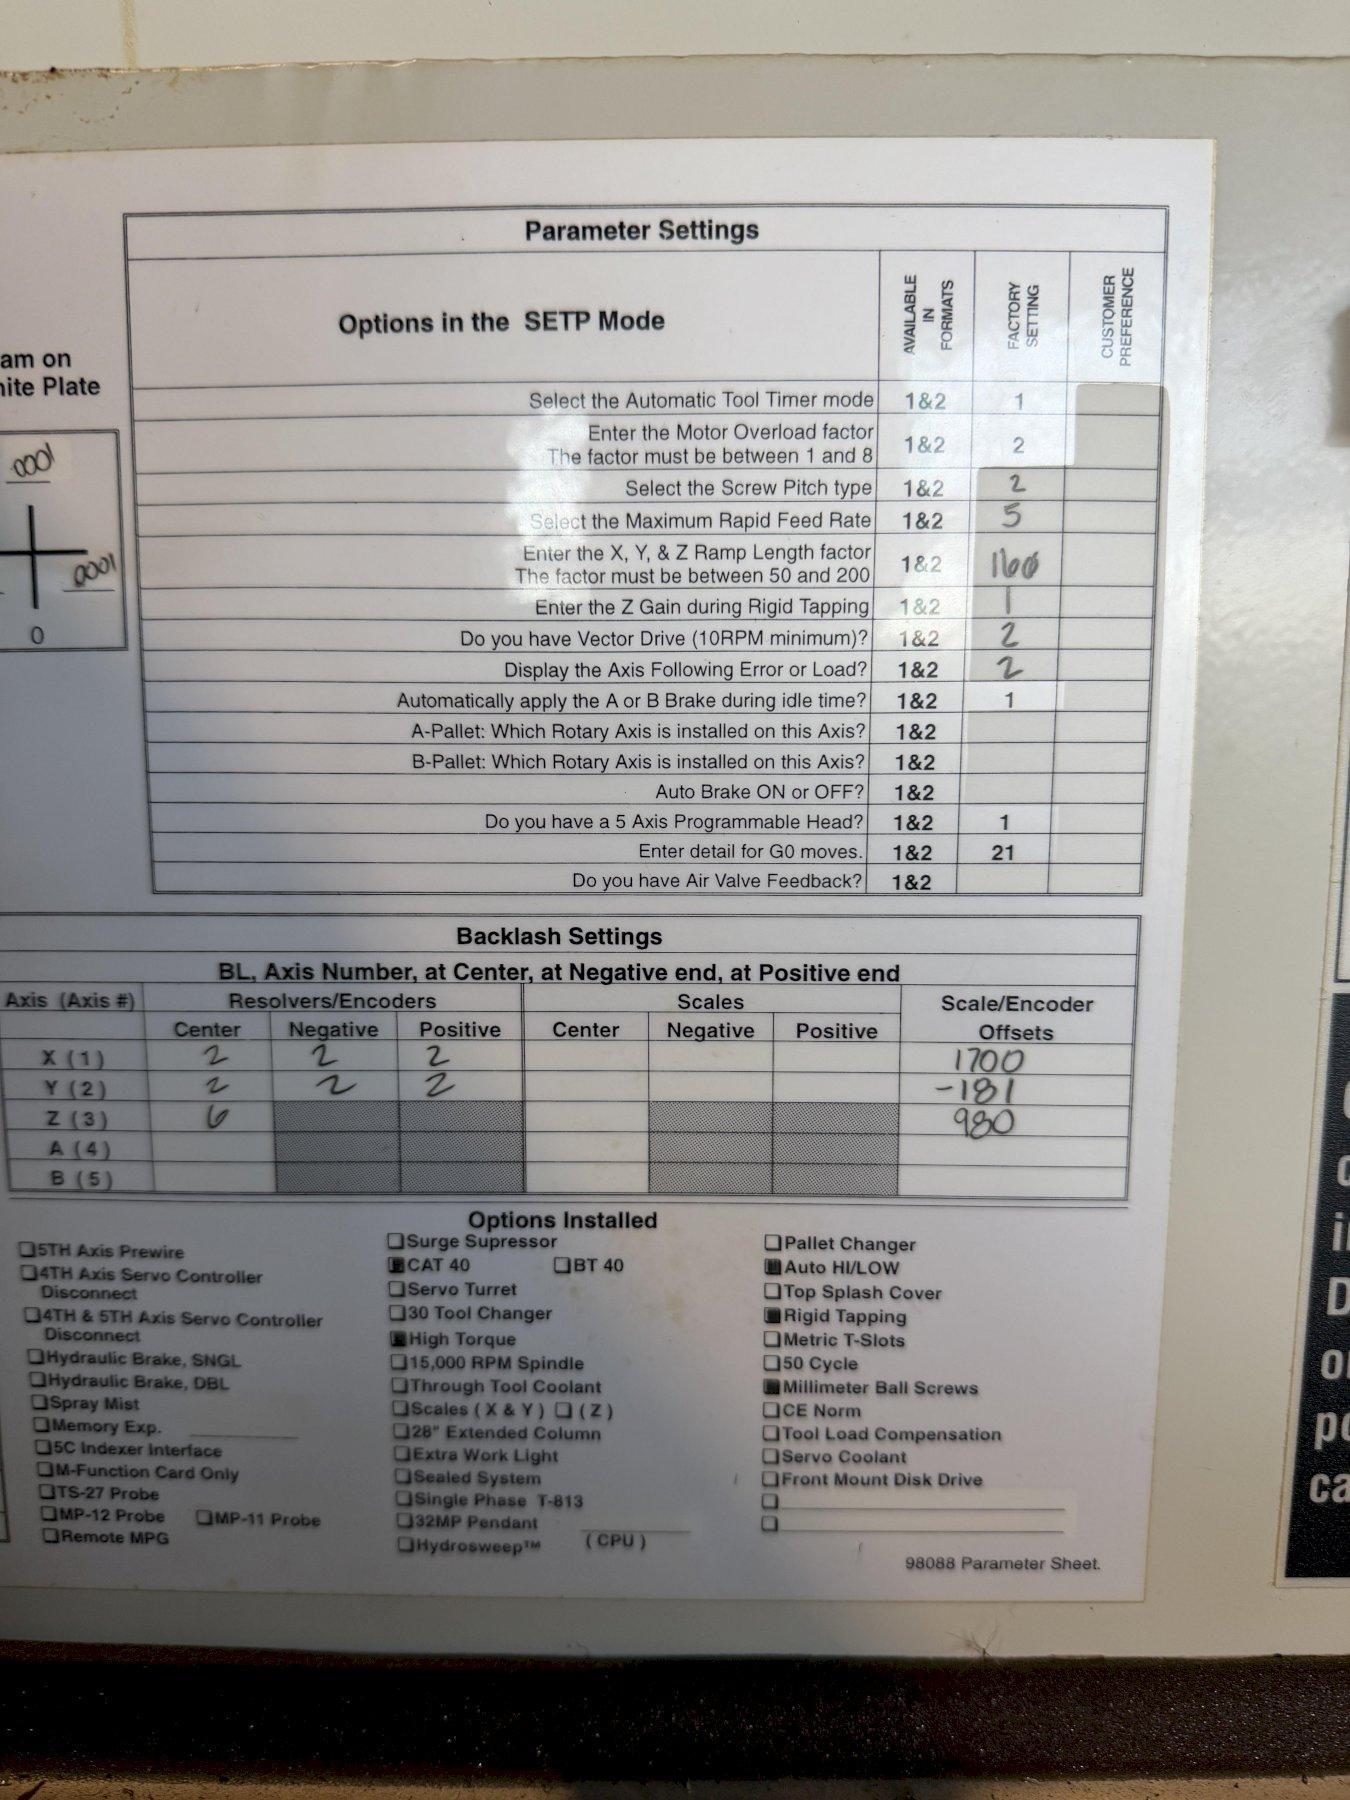 Parameter Settings
Options in the SETP Mode
AVAILABLE IN FORMATS
FACTORY SETTING
CUSTOMER PREFERENCE
am on
ite Plate
.0001
.0001
0
Select the Automatic Tool Timer mode 1&2 1
Enter the Motor Overload factor
The factor must be between 1 and 8 1&2 2
Select the Screw Pitch type 1&2 2
Select the Maximum Rapid Feed Rate 1&2 5
Enter the X, Y, & Z Ramp Length factor
The factor must be between 50 and 200 1&2 160
Enter the Z Gain during Rigid Tapping 1&2 1
Do you have Vector Drive (10RPM minimum)? 1&2 2
Display the Axis Following Error or Load? 1&2 2
Automatically apply the A or B Brake during idle time? 1&2 1
A-Pallet: Which Rotary Axis is installed on this Axis? 1&2
B-Pallet: Which Rotary Axis is installed on this Axis? 1&2
Auto Brake ON or OFF? 1&2
Do you have a 5 Axis Programmable Head? 1&2 1
Enter detail for G0 moves. 1&2 21
Do you have Air Valve Feedback? 1&2
Backlash Settings
BL, Axis Number, at Center, at Negative end, at Positive end
Axis (Axis #) Resolvers/Encoders Scales Scale/Encoder Offsets
Center Negative Positive Center Negative Positive
X (1) 2 2 2 1700
Y (2) 2 2 2 -181
Z (3) 6 980
A (4)
B (5)
Options Installed
5TH Axis Prewire
4TH Axis Servo Controller
Disconnect
4TH & 5TH Axis Servo Controller
Disconnect
Hydraulic Brake, SNGL
Hydraulic Brake, DBL
Spray Mist
Memory Exp.
5C Indexer Interface
M-Function Card Only
TS-27 Probe
MP-12 Probe MP-11 Probe
Remote MPG
Surge Supressor
CAT 40 BT 40
Servo Turret
30 Tool Changer
High Torque
15,000 RPM Spindle
Through Tool Coolant
Scales ( X & Y ) ( Z )
28" Extended Column
Extra Work Light
Sealed System
Single Phase T-813
32MP Pendant
Hydrosweep™ ( CPU )
Pallet Changer
Auto HI/LOW
Top Splash Cover
Rigid Tapping
Metric T-Slots
50 Cycle
Millimeter Ball Screws
CE Norm
Tool Load Compensation
Servo Coolant
Front Mount Disk Drive
98088 Parameter Sheet.
D
po
ca